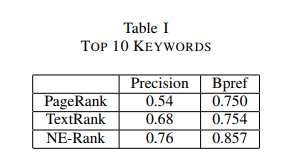 Table I
TOP 10 KEYWORDS
Precision Bpref
PageRank 0.54 0.750
TextRank 0.68 0.754
NE-Rank 0.76 0.857